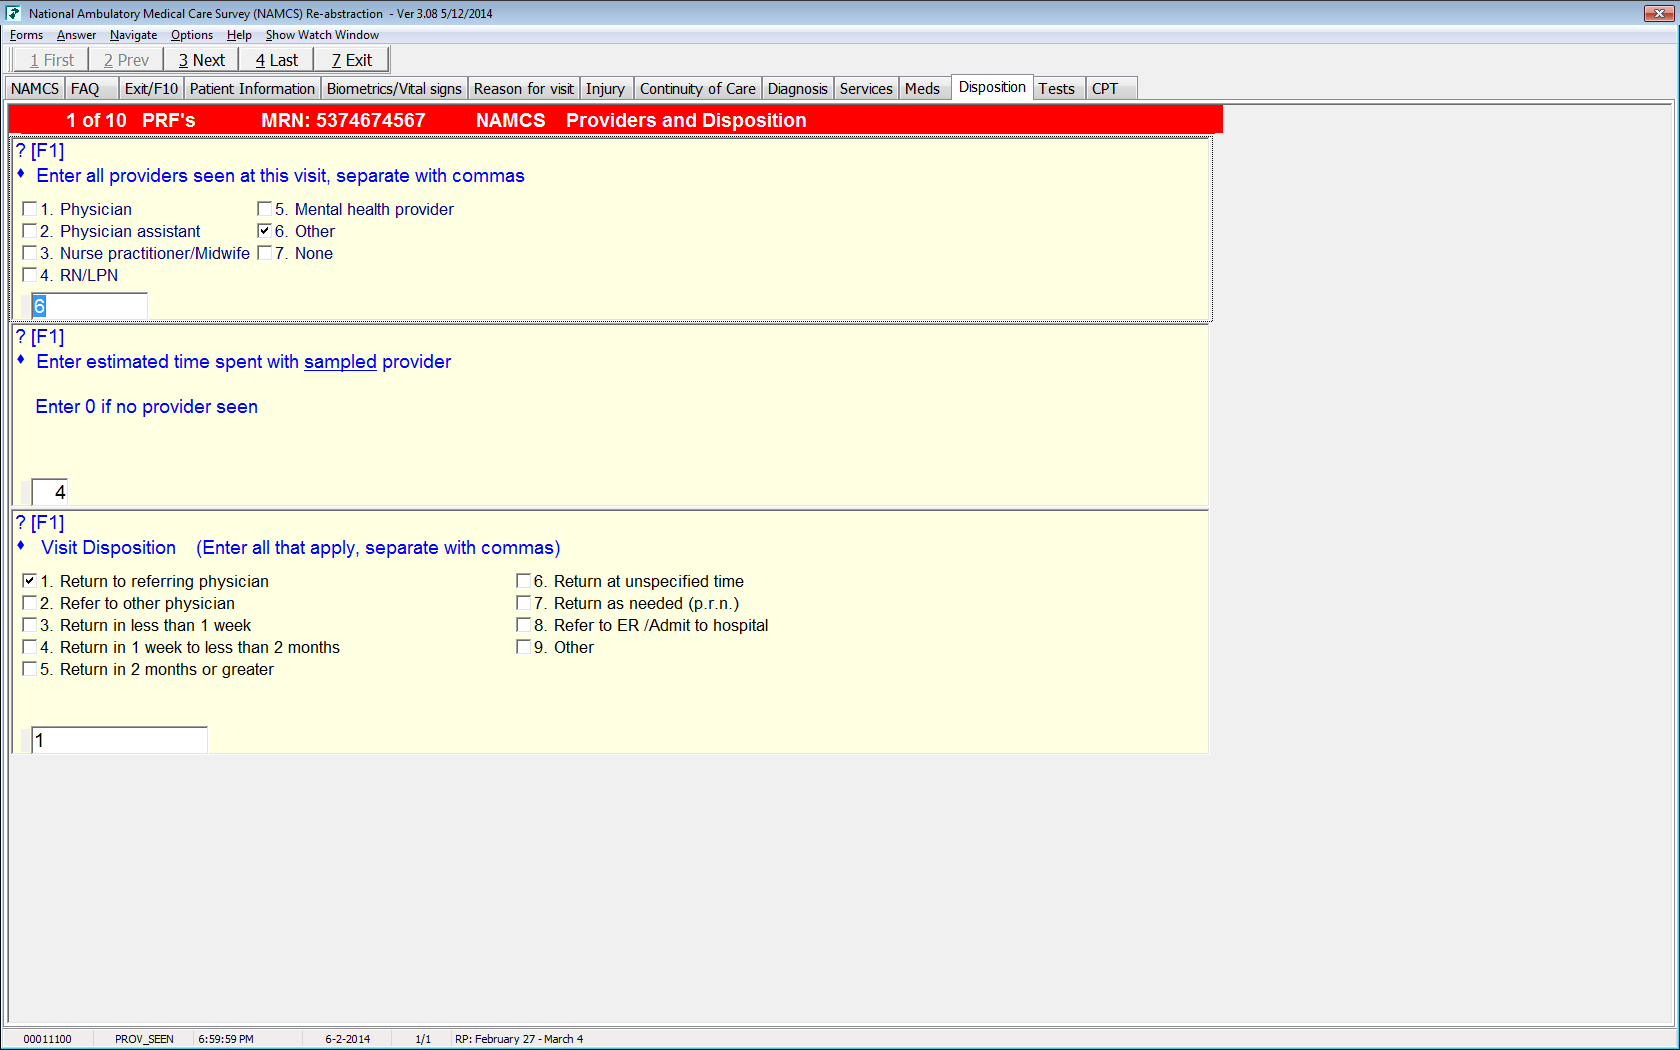 National Ambulatory Medical Care Survey (NAMCS) Re-abstraction - Ver 3.08 5/12/2014
Forms Answer Navigate Options Help Show Watch Window
1 First 2 Prev 3 Next 4 Last 7 Exit
NAMCS FAQ Exit/F10 Patient Information Biometrics/Vital signs Reason for visit Injury Continuity of Care Diagnosis Services Meds Disposition Tests CPT
1 of 10 PRF's MRN: 5374674567 NAMCS Providers and Disposition
? [F1]
♦ Enter all providers seen at this visit, separate with commas
1. Physician 5. Mental health provider
2. Physician assistant 6. Other
3. Nurse practitioner/Midwife 7. None
4. RN/LPN
6
? [F1]
♦ Enter estimated time spent with sampled provider
Enter 0 if no provider seen
4
? [F1]
♦ Visit Disposition (Enter all that apply, separate with commas)
1. Return to referring physician 6. Return at unspecified time
2. Refer to other physician 7. Return as needed (p.r.n.)
3. Return in less than 1 week 8. Refer to ER /Admit to hospital
4. Return in 1 week to less than 2 months 9. Other
5. Return in 2 months or greater
1
00011100 PROV_SEEN 6:59:59 PM 6-2-2014 1/1 RP: February 27 - March 4